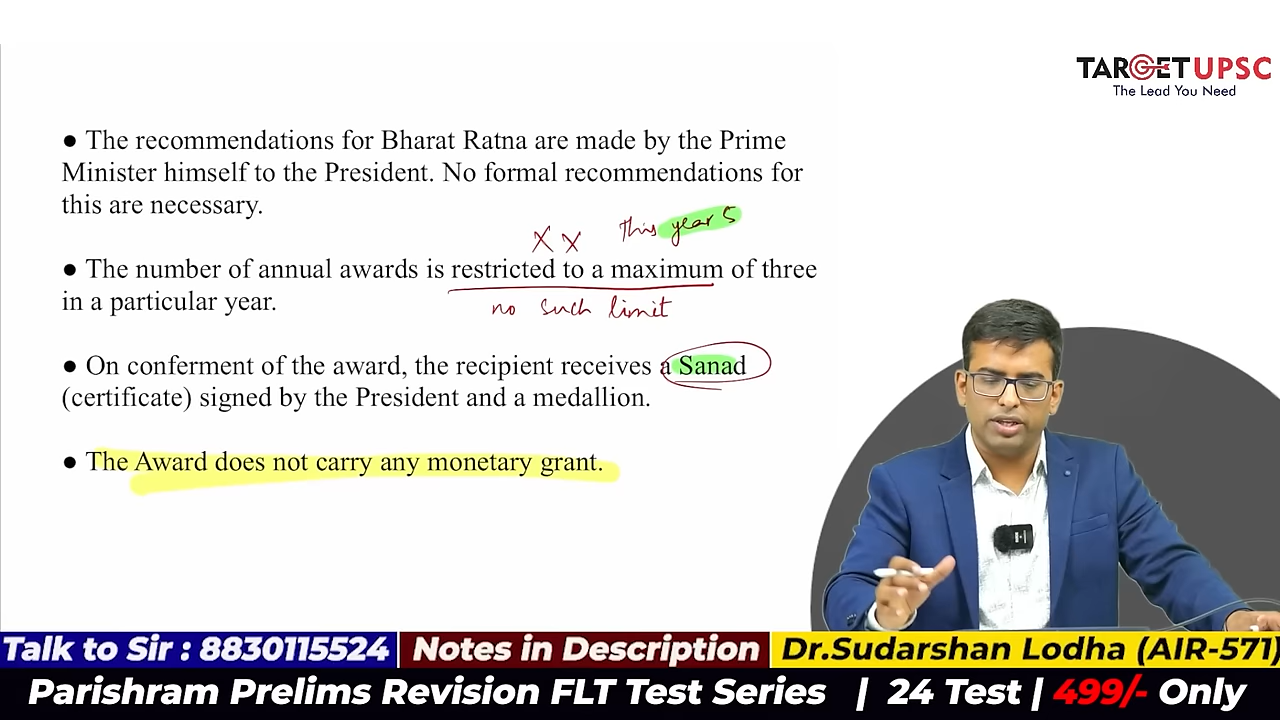 TARGETUPSC
The Lead You Need
● The recommendations for Bharat Ratna are made by the Prime
Minister himself to the President. No formal recommendations for
this are necessary.
X X this year 5
● The number of annual awards is restricted to a maximum of three
in a particular year.
no such limit
● On conferment of the award, the recipient receives a Sanad
(certificate) signed by the President and a medallion.
● The Award does not carry any monetary grant.
Talk to Sir : 8830115524 Notes in Description Dr.Sudarshan Lodha (AIR-571)
Parishram Prelims Revision FLT Test Series | 24 Test | 499/- Only